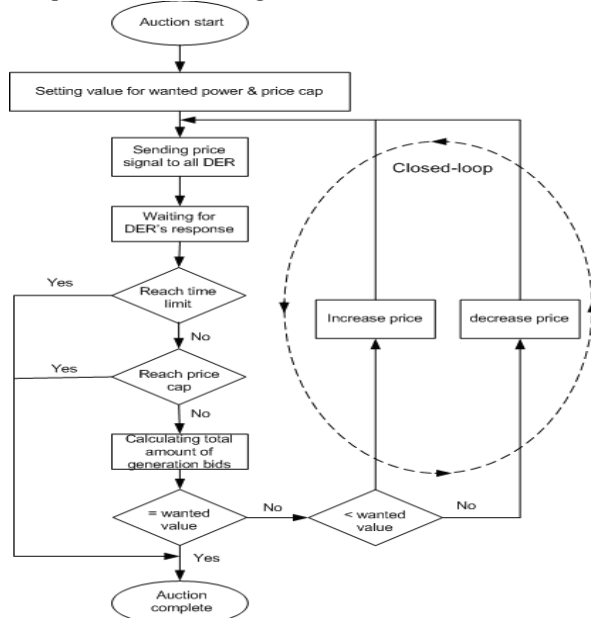 Auction start
Setting value for wanted power & price cap
Sending price
signal to all DER
Closed-loop
Waiting for
DER's response
Yes
Reach time
limit
Increase price
decrease price
No
Yes
Reach price
cap
No
Calculating total
amount of
generation bids
= wanted
value
No
< wanted
value
No
Yes
Auction
complete